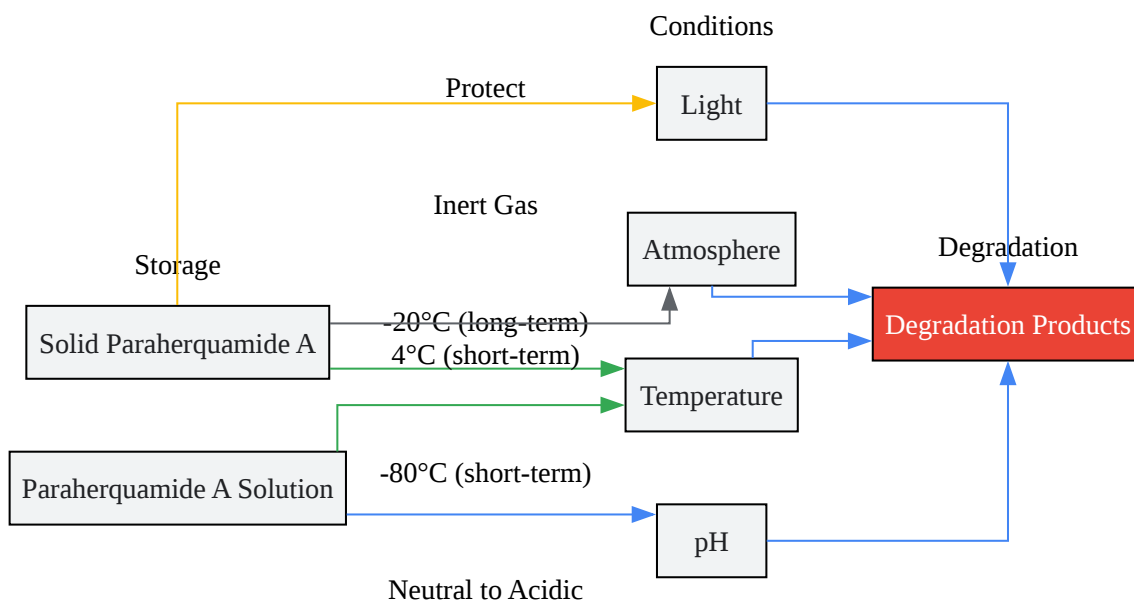 Conditions
Protect
Light
Inert Gas
Atmosphere
Storage
Degradation
Solid Paraherquamide A
-20°C (long-term)
4°C (short-term)
Degradation Products
Temperature
Paraherquamide A Solution
-80°C (short-term)
pH
Neutral to Acidic